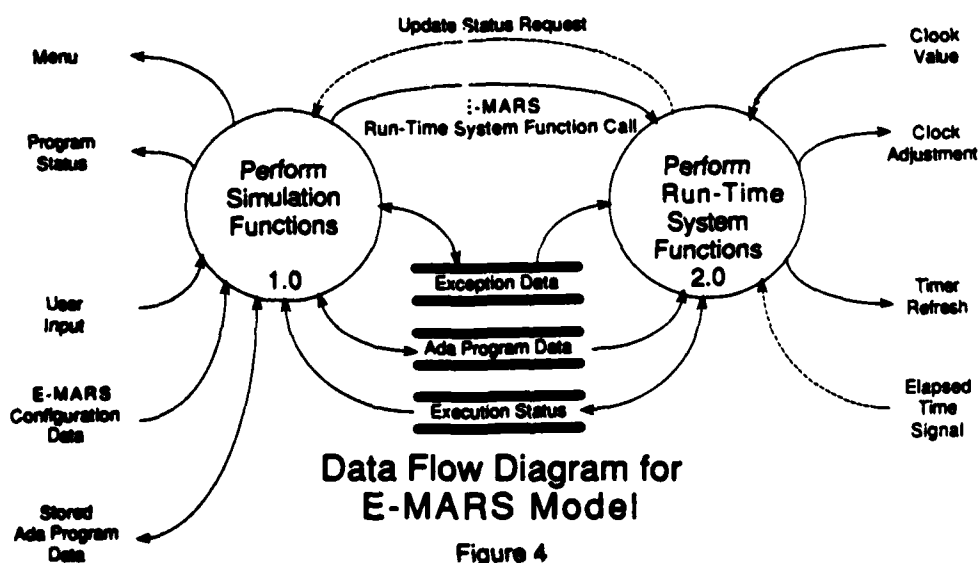 Update Status Request
Menu
Clook
Value
E-MARS
Run-Time System Function Call
Program
Status
Clock
Adjustment
Perform
Simulation
Functions
1.0
Perform
Run-Time
System
Functions
2.0
Exception Data
User
Input
Timer
Refresh
Ada Program Data
E-MARS
Configuration
Data
Execution Status
Elapsed
Time
Signal
Stored
Ada Program
Data
Data Flow Diagram for
E-MARS Model
Figure 4